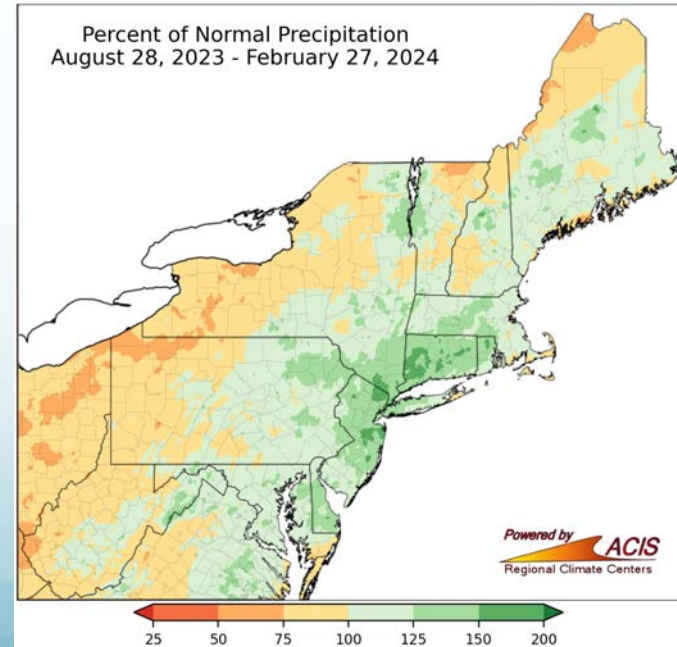 Percent of Normal Precipitation
August 28, 2023 - February 27, 2024
Powered by
ACIS
Regional Climate Centers
25 50 75 100 125 150 200